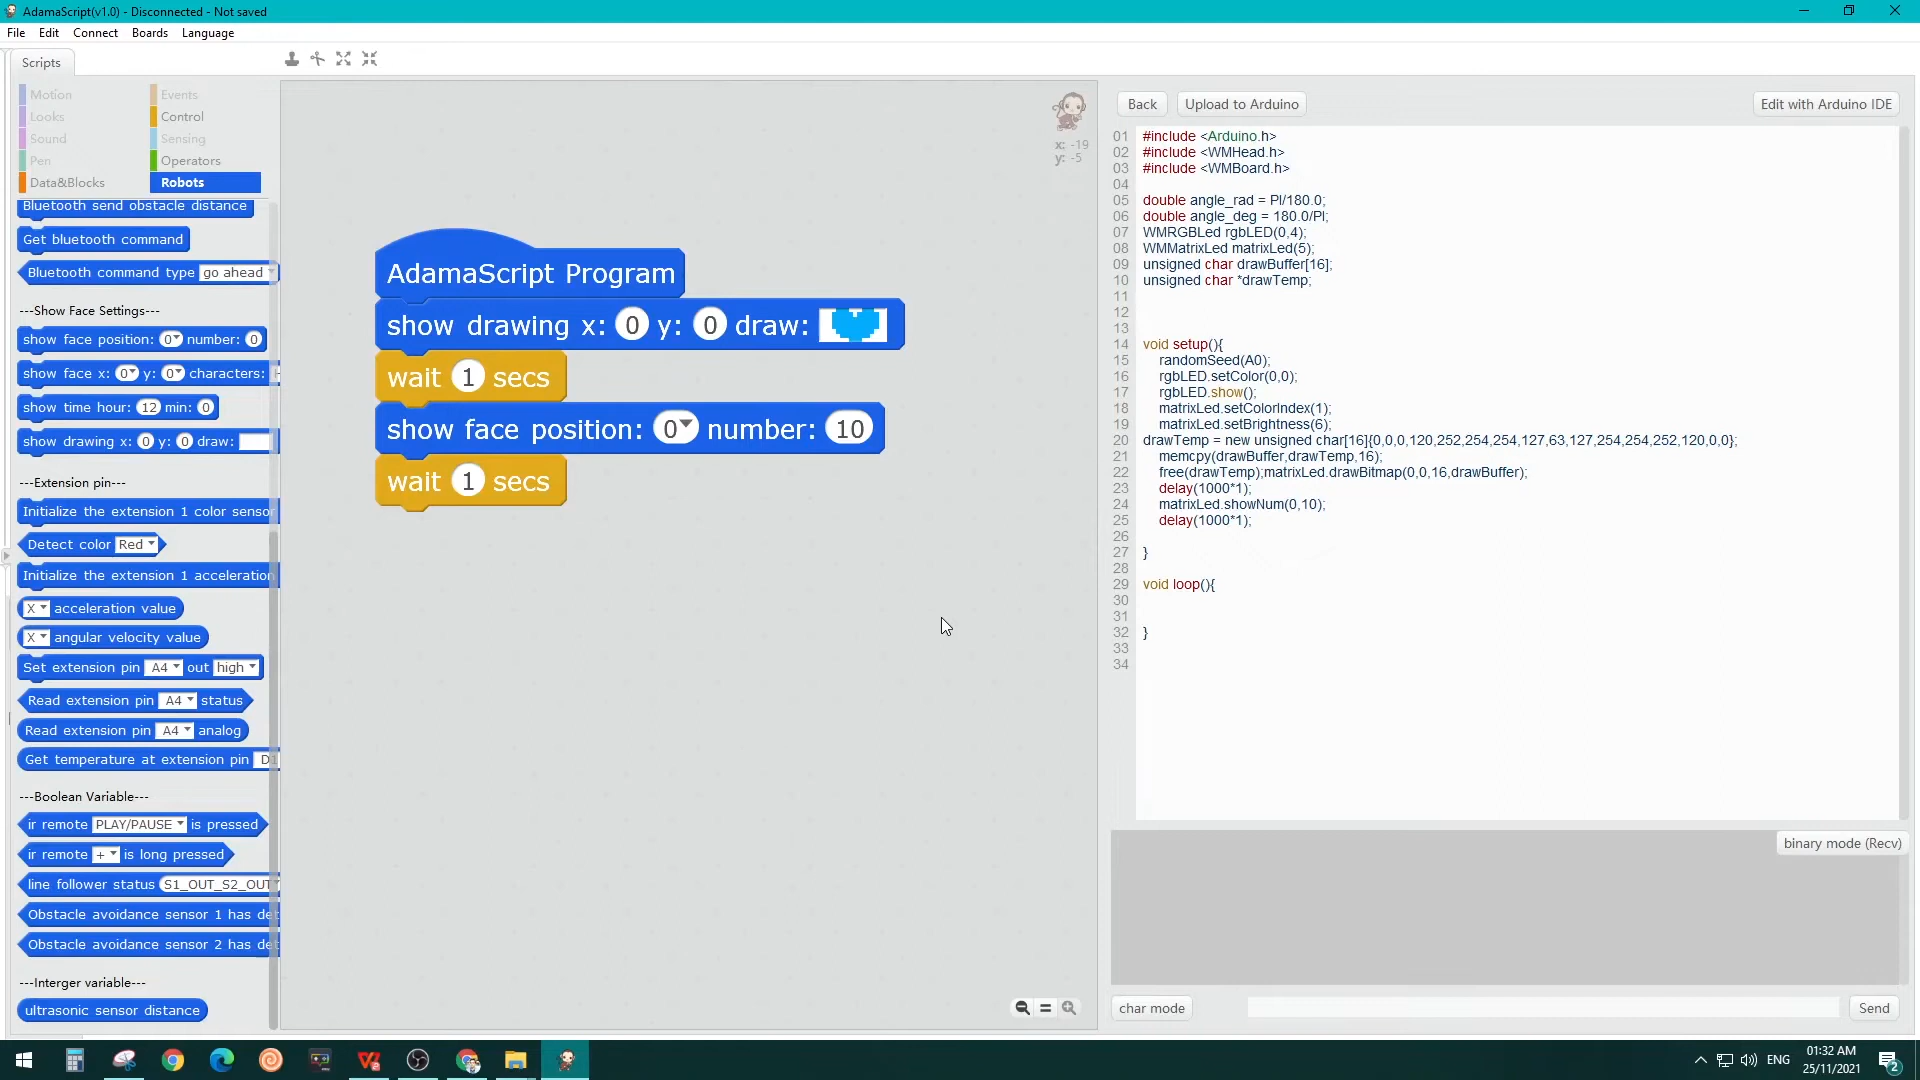 AdamaScript(v1.0) - Disconnected - Not saved
File Edit Connect Boards Language
Scripts
Motion Events
Looks Control
Sound Sensing
Pen Operators
Data&Blocks Robots
Bluetooth send obstacle distance
Get bluetooth command
Bluetooth command type go ahead
---Show Face Settings---
show face position: 0 number: 0
show face x: 0 y: 0 characters:
show time hour: 12 min: 0
show drawing x: 0 y: 0 draw:
---Extension pin---
Initialize the extension 1 color sensor
Detect color Red
Initialize the extension 1 acceleration
X acceleration value
X angular velocity value
Set extension pin A4 out high
Read extension pin A4 status
Read extension pin A4 analog
Get temperature at extension pin
---Boolean Variable---
ir remote PLAY/PAUSE is pressed
ir remote + is long pressed
line follower status S1_OUT_S2_OUT
Obstacle avoidance sensor 1 has det
Obstacle avoidance sensor 2 has det
---Interger variable---
ultrasonic sensor distance
x: -19
y: -5
AdamaScript Program
show drawing x: 0 y: 0 draw:
wait 1 secs
show face position: 0 number: 10
wait 1 secs
Back Upload to Arduino Edit with Arduino IDE
01 #include <Arduino.h>
02 #include <WMHead.h>
03 #include <WMBoard.h>
04
05 double angle_rad = PI/180.0;
06 double angle_deg = 180.0/PI;
07 WMRGBLed rgbLED(0,4);
08 WMMatrixLed matrixLed(5);
09 unsigned char drawBuffer[16];
10 unsigned char *drawTemp;
11
12
13
14 void setup(){
15 randomSeed(A0);
16 rgbLED.setColor(0,0);
17 rgbLED.show();
18 matrixLed.setColorIndex(1);
19 matrixLed.setBrightness(6);
20 drawTemp = new unsigned char[16]{0,0,0,120,252,254,254,127,63,127,254,254,252,120,0,0};
21 memcpy(drawBuffer,drawTemp,16);
22 free(drawTemp);matrixLed.drawBitmap(0,0,16,drawBuffer);
23 delay(1000*1);
24 matrixLed.showNum(0,10);
25 delay(1000*1);
26
27 }
28
29 void loop(){
30
31
32 }
33
34
binary mode (Recv)
char mode Send
ENG
01:32 AM
25/11/2021
2